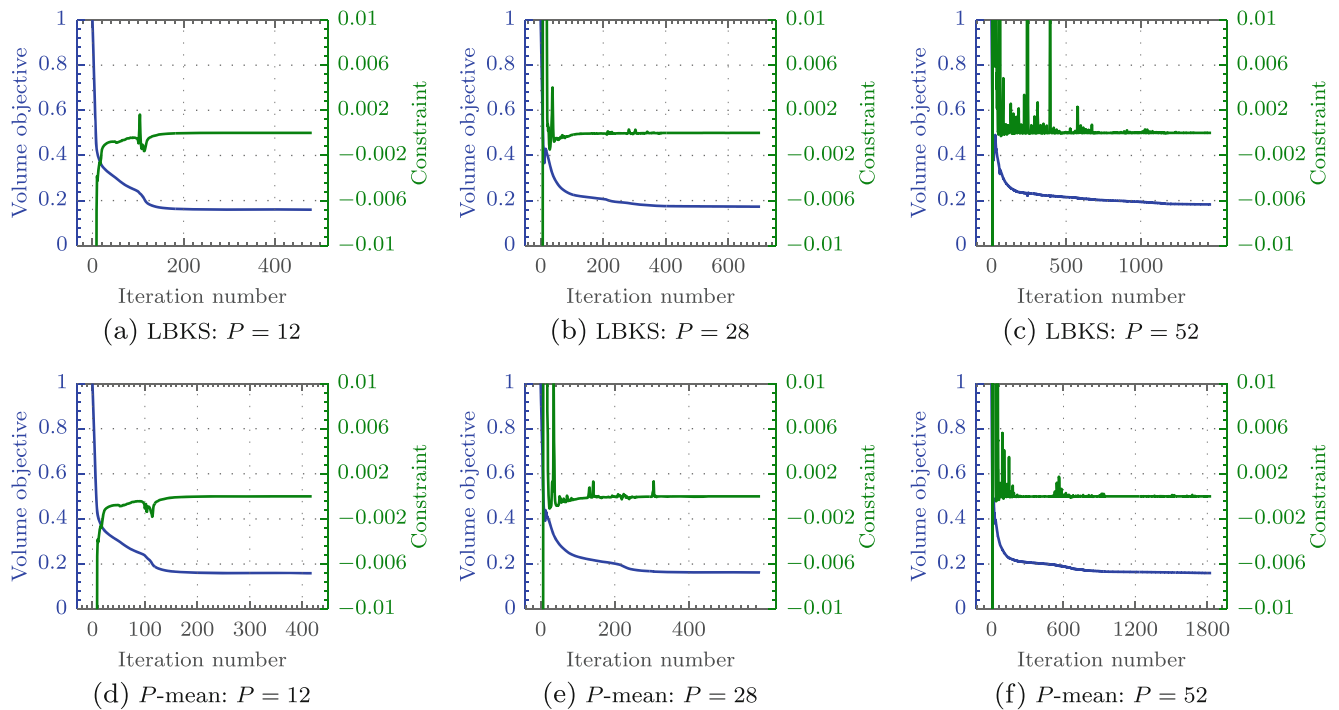 1
0.8
0.6
0.4
0.2
0
Volume objective
0.01
0.006
0.002
−0.002
−0.006
−0.01
Constraint
0 200 400
Iteration number
(a) LBKS: P = 12
1
0.8
0.6
0.4
0.2
0
Volume objective
0.01
0.006
0.002
−0.002
−0.006
−0.01
Constraint
0 200 400 600
Iteration number
(b) LBKS: P = 28
1
0.8
0.6
0.4
0.2
0
Volume objective
0.01
0.006
0.002
−0.002
−0.006
−0.01
Constraint
0 500 1000
Iteration number
(c) LBKS: P = 52
1
0.8
0.6
0.4
0.2
0
Volume objective
0.01
0.006
0.002
−0.002
−0.006
−0.01
Constraint
0 100 200 300 400
Iteration number
(d) P-mean: P = 12
1
0.8
0.6
0.4
0.2
0
Volume objective
0.01
0.006
0.002
−0.002
−0.006
−0.01
Constraint
0 200 400
Iteration number
(e) P-mean: P = 28
1
0.8
0.6
0.4
0.2
0
Volume objective
0.01
0.006
0.002
−0.002
−0.006
−0.01
Constraint
0 600 1200 1800
Iteration number
(f) P-mean: P = 52